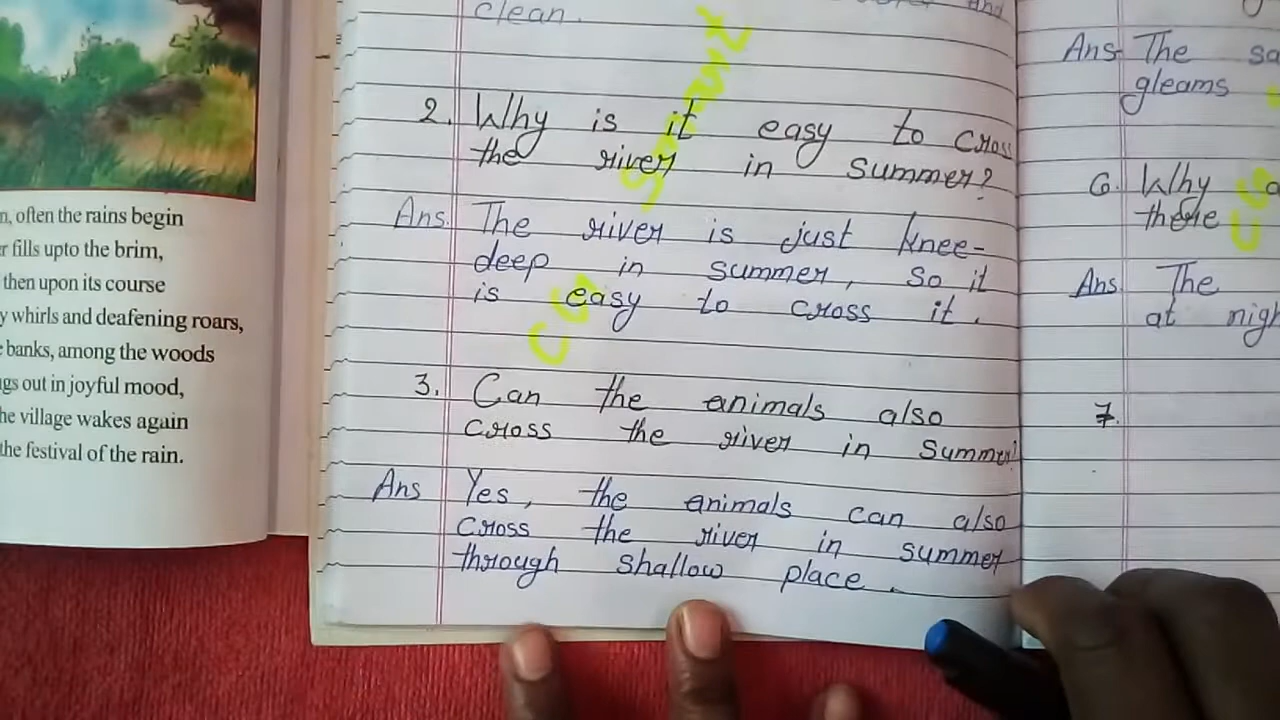 n, often the rains begin
r fills upto the brim,
then upon its course
y whirls and deafening roars,
banks, among the woods
gs out in joyful mood,
he village wakes again
the festival of the rain.
clean. and
2. Why is it easy to cross
the river in summer?
Ans. The river is just knee-
deep in summer, so it
is easy to cross it.
3. Can the animals also
cross the river in Summer?
Ans Yes, the animals can also
cross the river in summer
through shallow place.
Ans The sa
gleams
6. Why
there
Ans. The
at nigh
7.